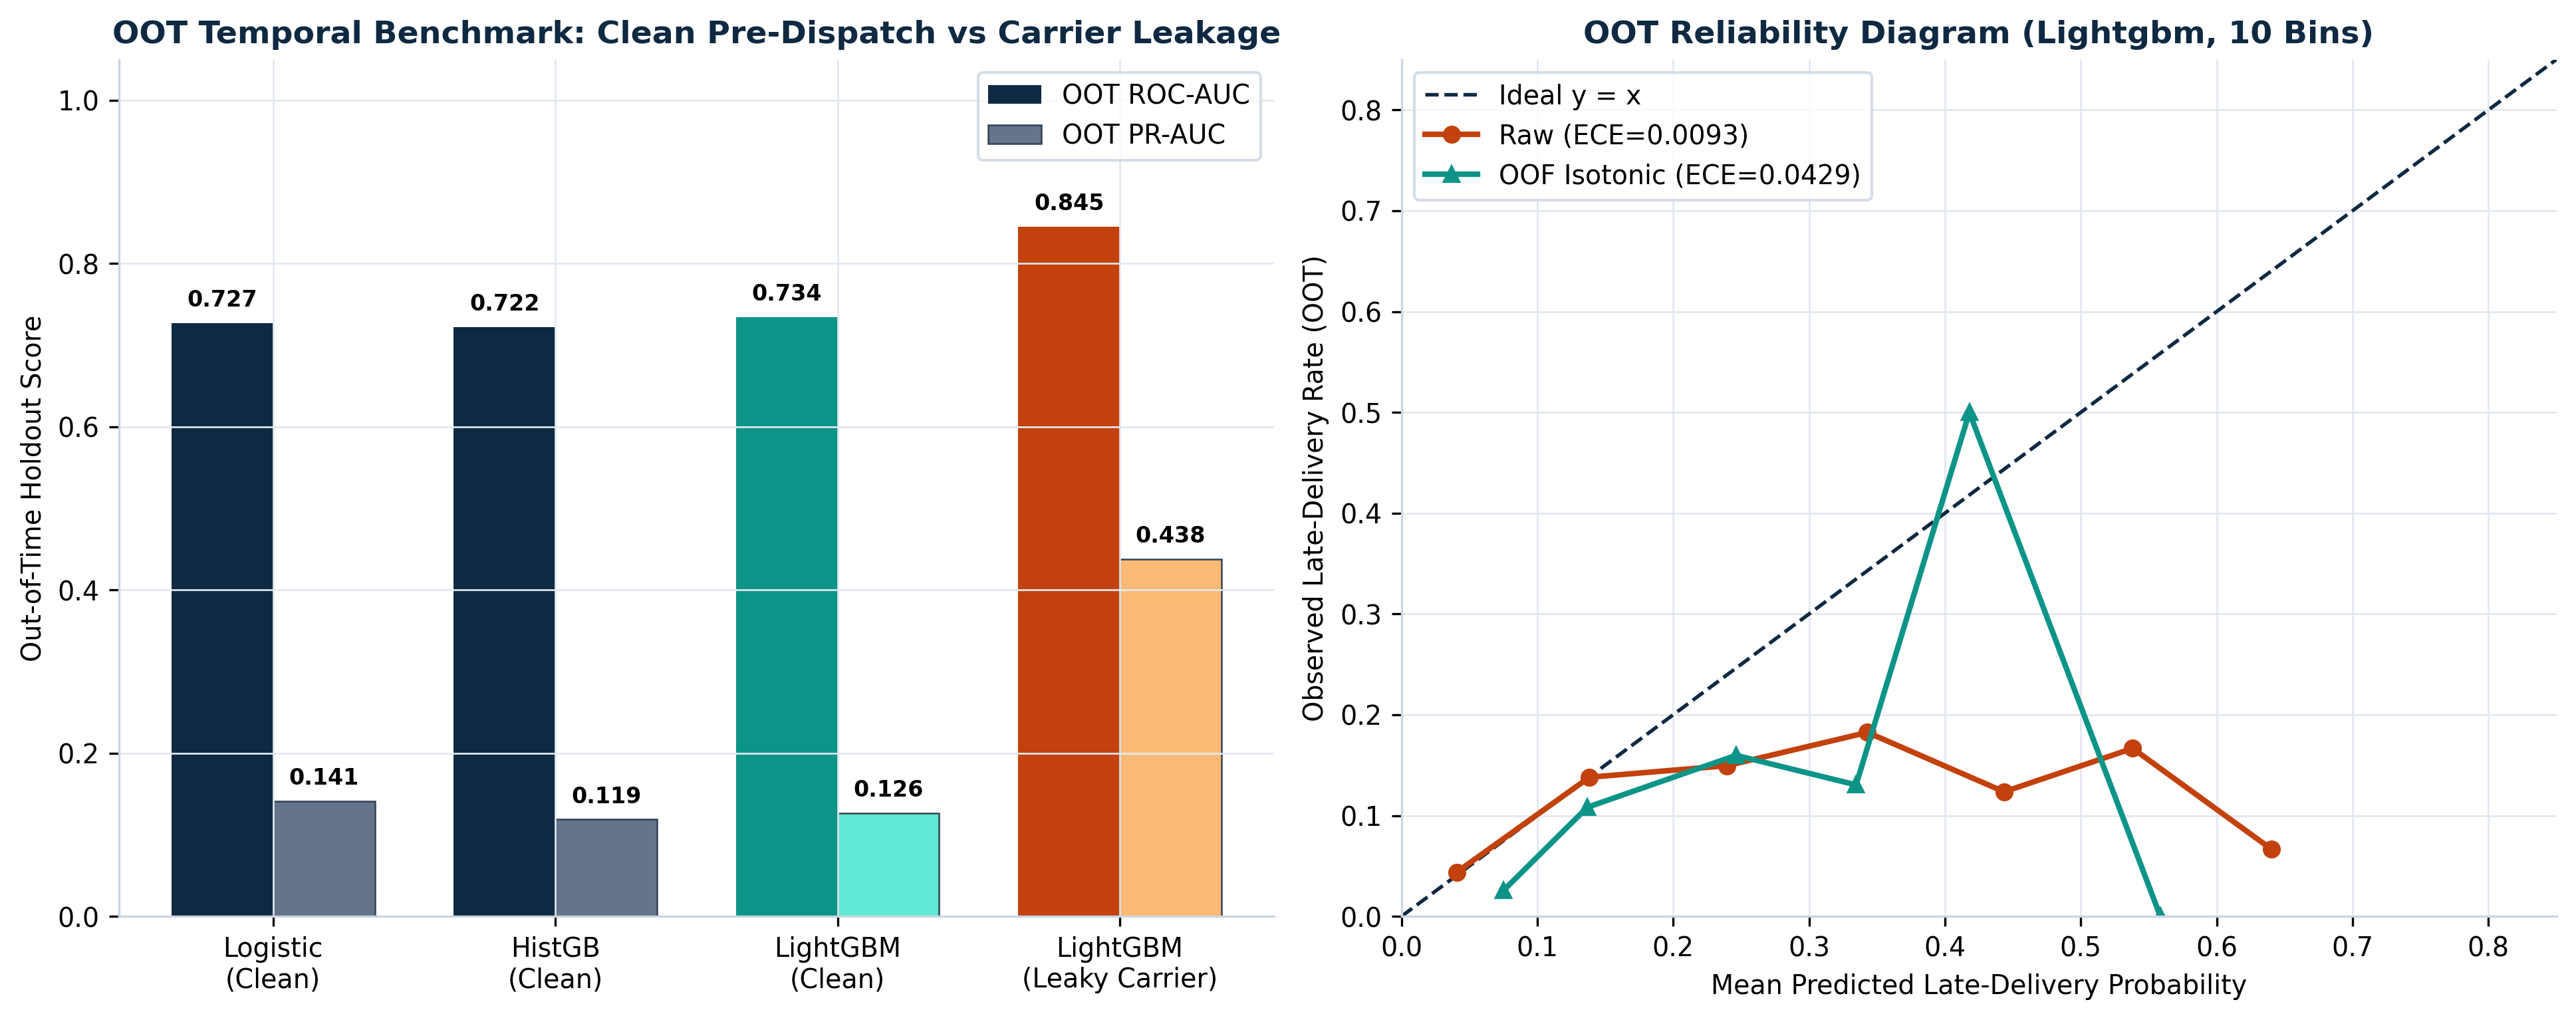 OOT Temporal Benchmark: Clean Pre-Dispatch vs Carrier Leakage
OOT ROC-AUC
OOT PR-AUC
Out-of-Time Holdout Score
1.0
0.8
0.6
0.4
0.2
0.0
0.727
0.141
0.722
0.119
0.734
0.126
0.845
0.438
Logistic
(Clean)
HistGB
(Clean)
LightGBM
(Clean)
LightGBM
(Leaky Carrier)
OOT Reliability Diagram (Lightgbm, 10 Bins)
Ideal y = x
Raw (ECE=0.0093)
OOF Isotonic (ECE=0.0429)
Observed Late-Delivery Rate (OOT)
0.8
0.7
0.6
0.5
0.4
0.3
0.2
0.1
0.0
0.0
0.1
0.2
0.3
0.4
0.5
0.6
0.7
0.8
Mean Predicted Late-Delivery Probability